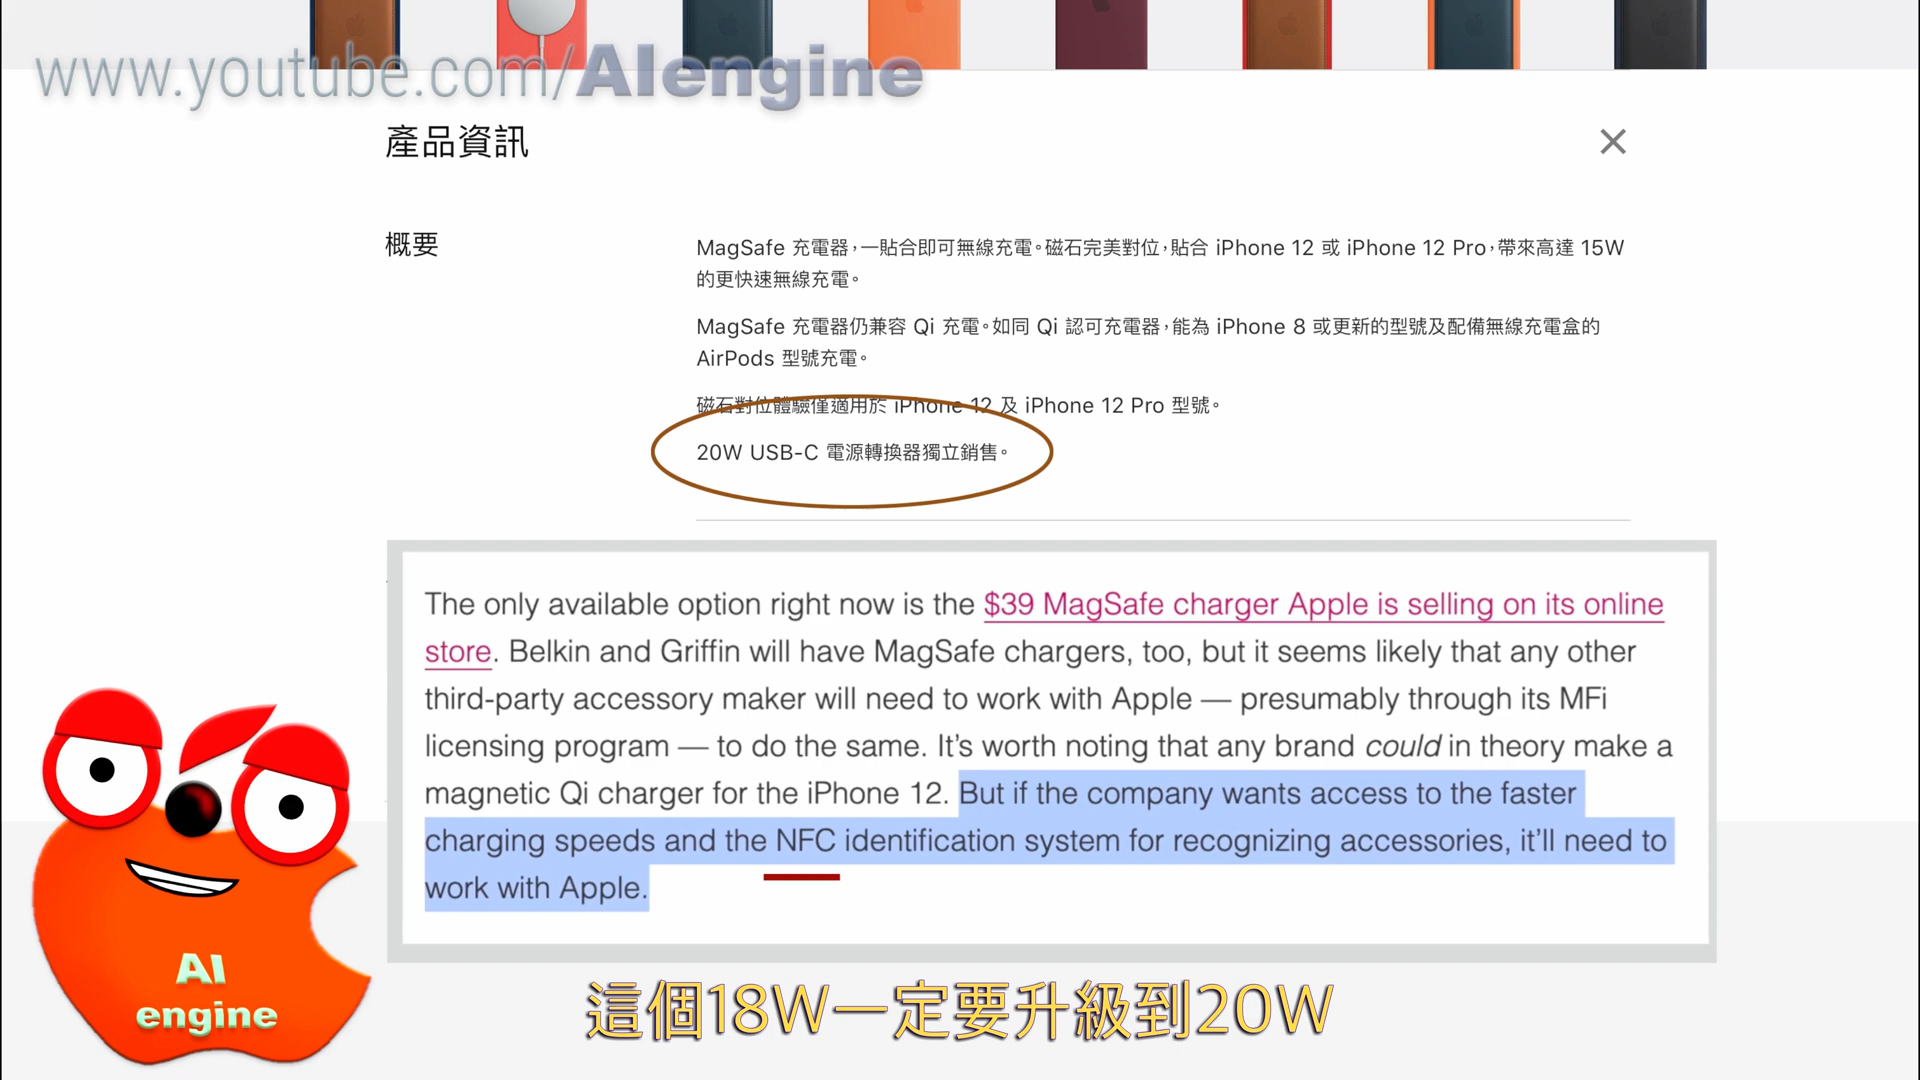 www.youtube.com/AIengine
產品資訊
概要
MagSafe 充電器，一貼合即可無線充電。磁石完美對位，貼合 iPhone 12 或 iPhone 12 Pro，帶來高達 15W
的更快速無線充電。
MagSafe 充電器仍兼容 Qi 充電。如同 Qi 認可充電器，能為 iPhone 8 或更新的型號及配備無線充電盒的
AirPods 型號充電。
磁石對位體驗僅適用於 iPhone 12 及 iPhone 12 Pro 型號。
20W USB-C 電源轉換器獨立銷售。
The only available option right now is the $39 MagSafe charger Apple is selling on its online
store. Belkin and Griffin will have MagSafe chargers, too, but it seems likely that any other
third-party accessory maker will need to work with Apple — presumably through its MFi
licensing program — to do the same. It’s worth noting that any brand could in theory make a
magnetic Qi charger for the iPhone 12. But if the company wants access to the faster
charging speeds and the NFC identification system for recognizing accessories, it’ll need to
work with Apple.
AI
engine
這個18W一定要升級到20W